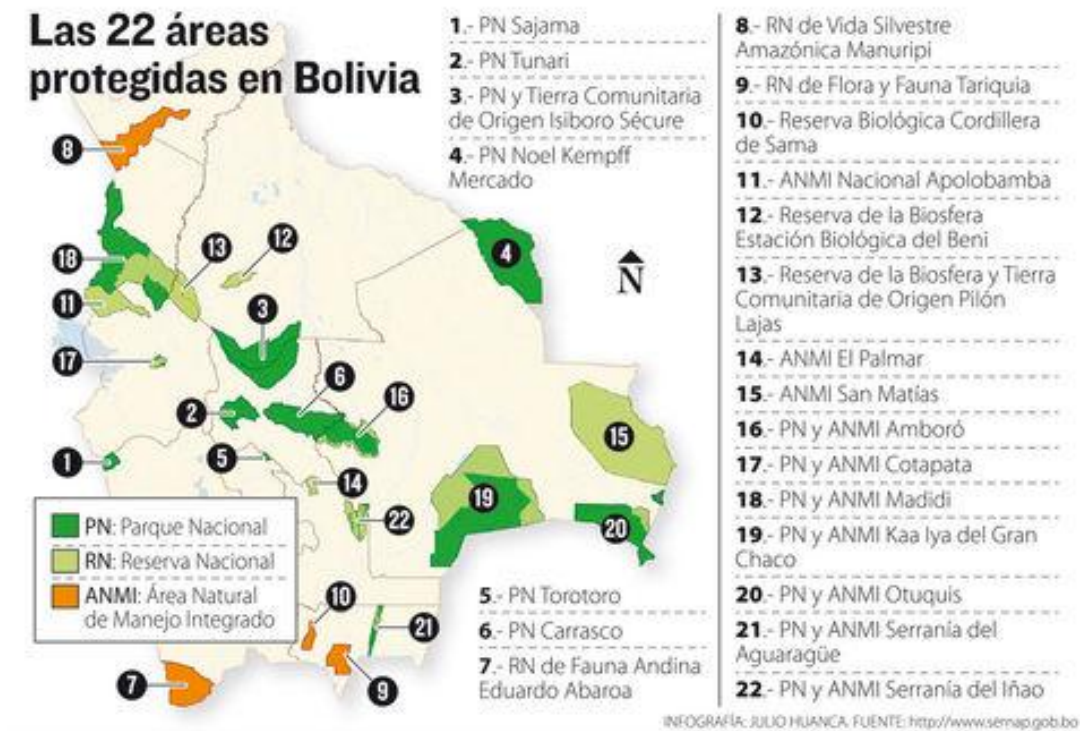 Las 22 áreas
protegidas en Bolivia
1.- PN Sajama
2.- PN Tunari
3.- PN y Tierra Comunitaria
de Origen Isiboro Sécure
4.- PN Noel Kempff
Mercado
8.- RN de Vida Silvestre
Amazónica Manuripi
9.- RN de Flora y Fauna Tariquia
10.- Reserva Biológica Cordillera
de Sama
11.- ANMI Nacional Apolobamba
12.- Reserva de la Biosfera
Estación Biológica del Beni
13.- Reserva de la Biosfera y Tierra
Comunitaria de Origen Pilón
Lajas
14.- ANMI El Palmar
15.- ANMI San Matías
16.- PN y ANMI Amboró
17.- PN y ANMI Cotapata
18.- PN y ANMI Madidi
19.- PN y ANMI Kaa Iya del Gran
Chaco
20.- PN y ANMI Otuquis
21.- PN y ANMI Serranía del
Aguaragüe
22.- PN y ANMI Serranía del Iñao
8
18
13
12
11
3
4
N
17
6
2
16
1
5
15
14
19
22
20
PN: Parque Nacional
RN: Reserva Nacional
ANMI: Área Natural
de Manejo Integrado
10
21
7
9
5.- PN Torotoro
6.- PN Carrasco
7.- RN de Fauna Andina
Eduardo Abaroa
INFOGRAFÍA: JULIO HUANCA. FUENTE: http://www.sernap.gob.bo